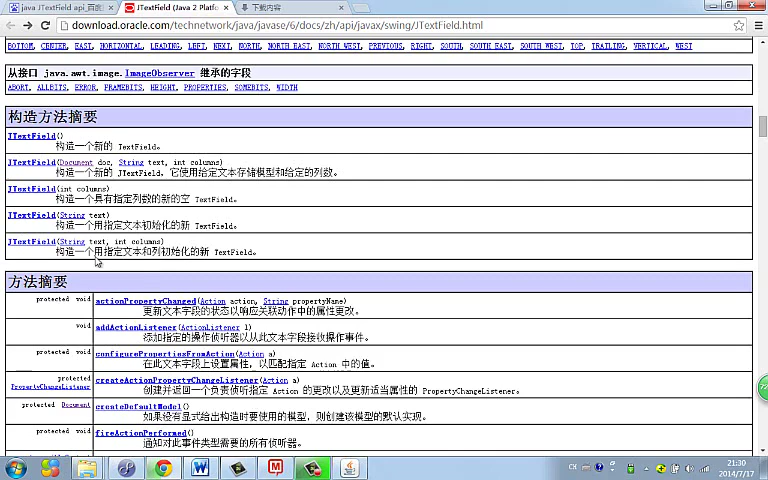 java JTextField api_百度
JTextField (Java 2 Platfo
下载内容
download.oracle.com/technetwork/java/javase/6/docs/zh/api/javax/swing/JTextField.html
BOTTOM, CENTER, EAST, HORIZONTAL, LEADING, LEFT, NEXT, NORTH, NORTH_EAST, NORTH_WEST, PREVIOUS, RIGHT, SOUTH, SOUTH_EAST, SOUTH_WEST, TOP, TRAILING, VERTICAL, WEST
从接口 java.awt.image.ImageObserver 继承的字段
ABORT, ALLBITS, ERROR, FRAMEBITS, HEIGHT, PROPERTIES, SOMEBITS, WIDTH
构造方法摘要
JTextField()
构造一个新的 TextField。
JTextField(Document doc, String text, int columns)
构造一个新的 JTextField，它使用给定文本存储模型和给定的列数。
JTextField(int columns)
构造一个具有指定列数的新的空 TextField。
JTextField(String text)
构造一个用指定文本初始化的新 TextField。
JTextField(String text, int columns)
构造一个用指定文本和列初始化的新 TextField。
方法摘要
protected void actionPropertyChanged(Action action, String propertyName)
更新文本字段的状态以响应关联动作中的属性更改。
void addActionListener(ActionListener l)
添加指定的操作侦听器以从此文本字段接收操作事件。
protected void configurePropertiesFromAction(Action a)
在此文本字段上设置属性，以匹配指定 Action 中的值。
protected PropertyChangeListener createActionPropertyChangeListener(Action a)
创建并返回一个负责侦听指定 Action 的更改以及更新适当属性的 PropertyChangeListener。
protected Document createDefaultModel()
如果没有显式给出构造时要使用的模型，则创建该模型的默认实现。
protected void fireActionPerformed()
通知对此事件类型需要的所有侦听器。
72
CH
21:30
2014/7/17